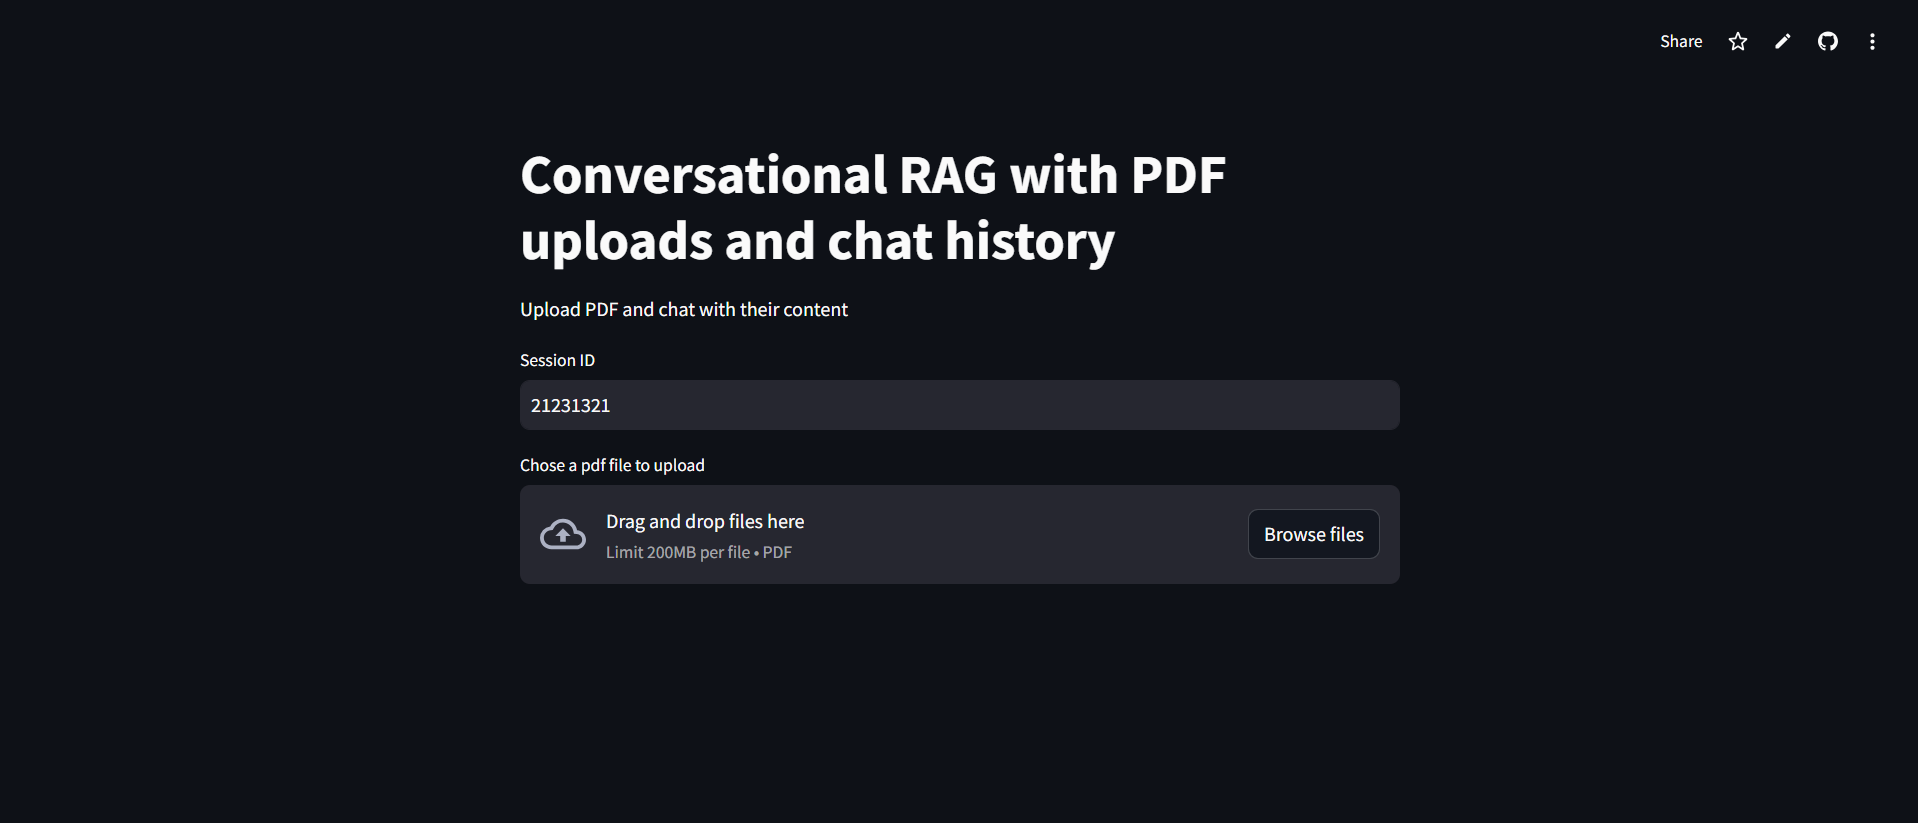 Share
Conversational RAG with PDF
uploads and chat history
Upload PDF and chat with their content
Session ID
21231321
Chose a pdf file to upload
Drag and drop files here
Limit 200MB per file • PDF
Browse files